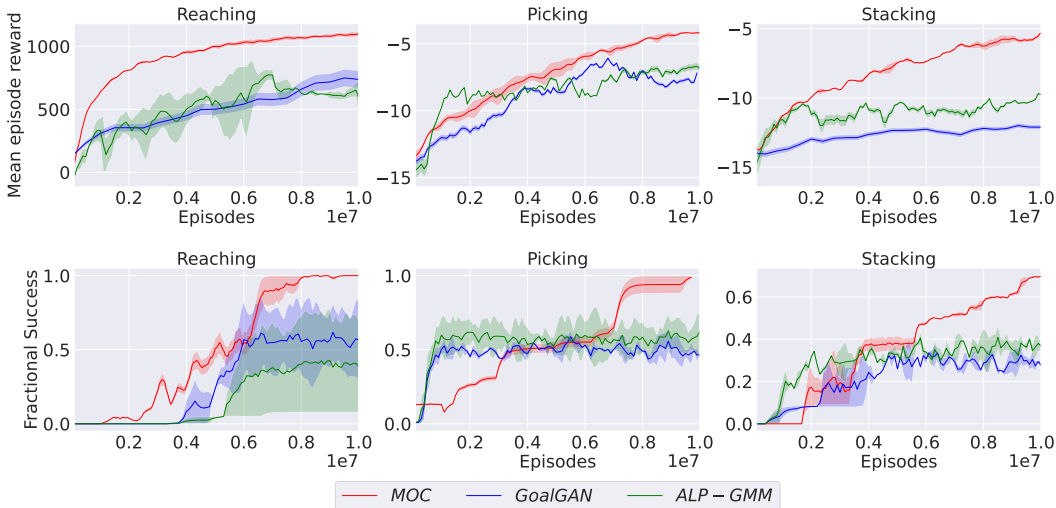 Reaching
Picking
Stacking
Mean episode reward
1000
500
0
−5
−10
−15
−5
−10
−15
0.2 0.4 0.6 0.8 1.0
0.2 0.4 0.6 0.8 1.0
0.2 0.4 0.6 0.8 1.0
Episodes 1e7
Episodes 1e7
Episodes 1e7
Reaching
Picking
Stacking
Fractional Success
1.0
0.5
0.0
1.0
0.5
0.0
0.6
0.4
0.2
0.0
0.2 0.4 0.6 0.8 1.0
0.2 0.4 0.6 0.8 1.0
0.2 0.4 0.6 0.8 1.0
Episodes 1e7
Episodes 1e7
Episodes 1e7
MOC GoalGAN ALP − GMM